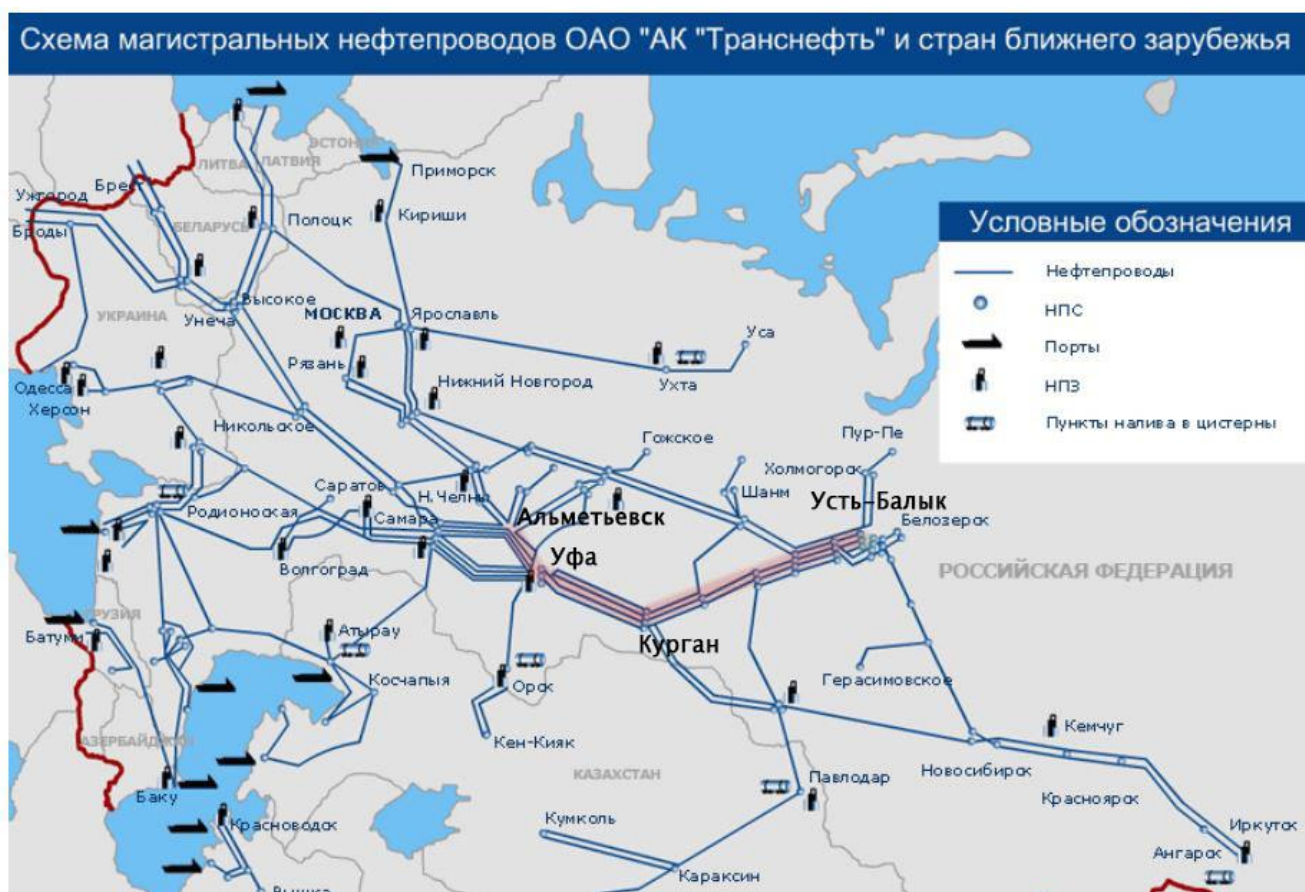 Схема магистральных нефтепроводов ОАО "АК "Транснефть" и стран ближнего зарубежья
ЭСТОНИЯ
ЛИТВА
ЛАТВИЯ
Приморск
Ужгород
Брест
Кириши
Условные обозначения
Броды
БЕЛАРУСЬ
Полоцк
Нефтепроводы
НПС
Порты
НПЗ
Пункты налива в цистерны
УКРАИНА
Унеча
Высокое
МОСКВА
Ярославль
Уса
Рязань
Ухта
Одесса
Херсон
Нижний Новгород
Никольское
Гожское
Пур-Пе
Холмогорск
Шаим
Саратов
Н.Челны
Усть-Балык
Родионовская
Самара
Альметьевск
Белозерск
Уфа
Волгоград
РОССИЙСКАЯ ФЕДЕРАЦИЯ
ГРУЗИЯ
Батуми
Атырау
Курган
Косчапыя
Орск
Герасимовское
АЗЕРБАЙДЖАН
Кен-Кияк
Кемчуг
КАЗАХСТАН
Новосибирск
Баку
Павлодар
Красноярск
Красноводск
Кумколь
Иркутск
Ангарск
Караксин